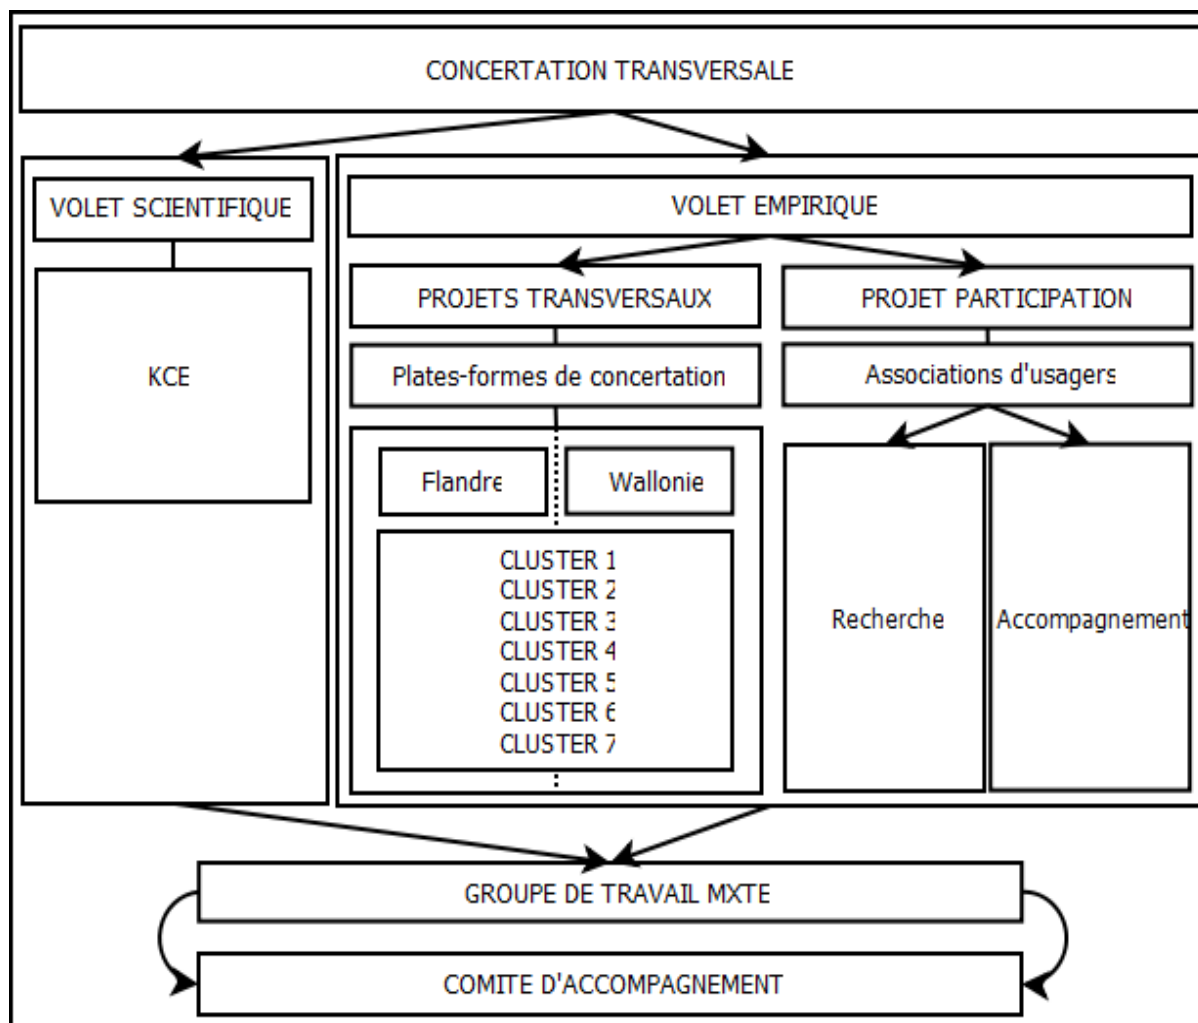 CONCERTATION TRANSVERSALE
VOLET SCIENTIFIQUE
VOLET EMPIRIQUE
PROJETS TRANSVERSAUX
PROJET PARTICIPATION
KCE
Plates-formes de concertation
Associations d'usagers
Flandre
Wallonie
CLUSTER 1
CLUSTER 2
CLUSTER 3
CLUSTER 4
CLUSTER 5
CLUSTER 6
CLUSTER 7
Recherche
Accompagnement
GROUPE DE TRAVAIL MXTE
COMITE D'ACCOMPAGNEMENT